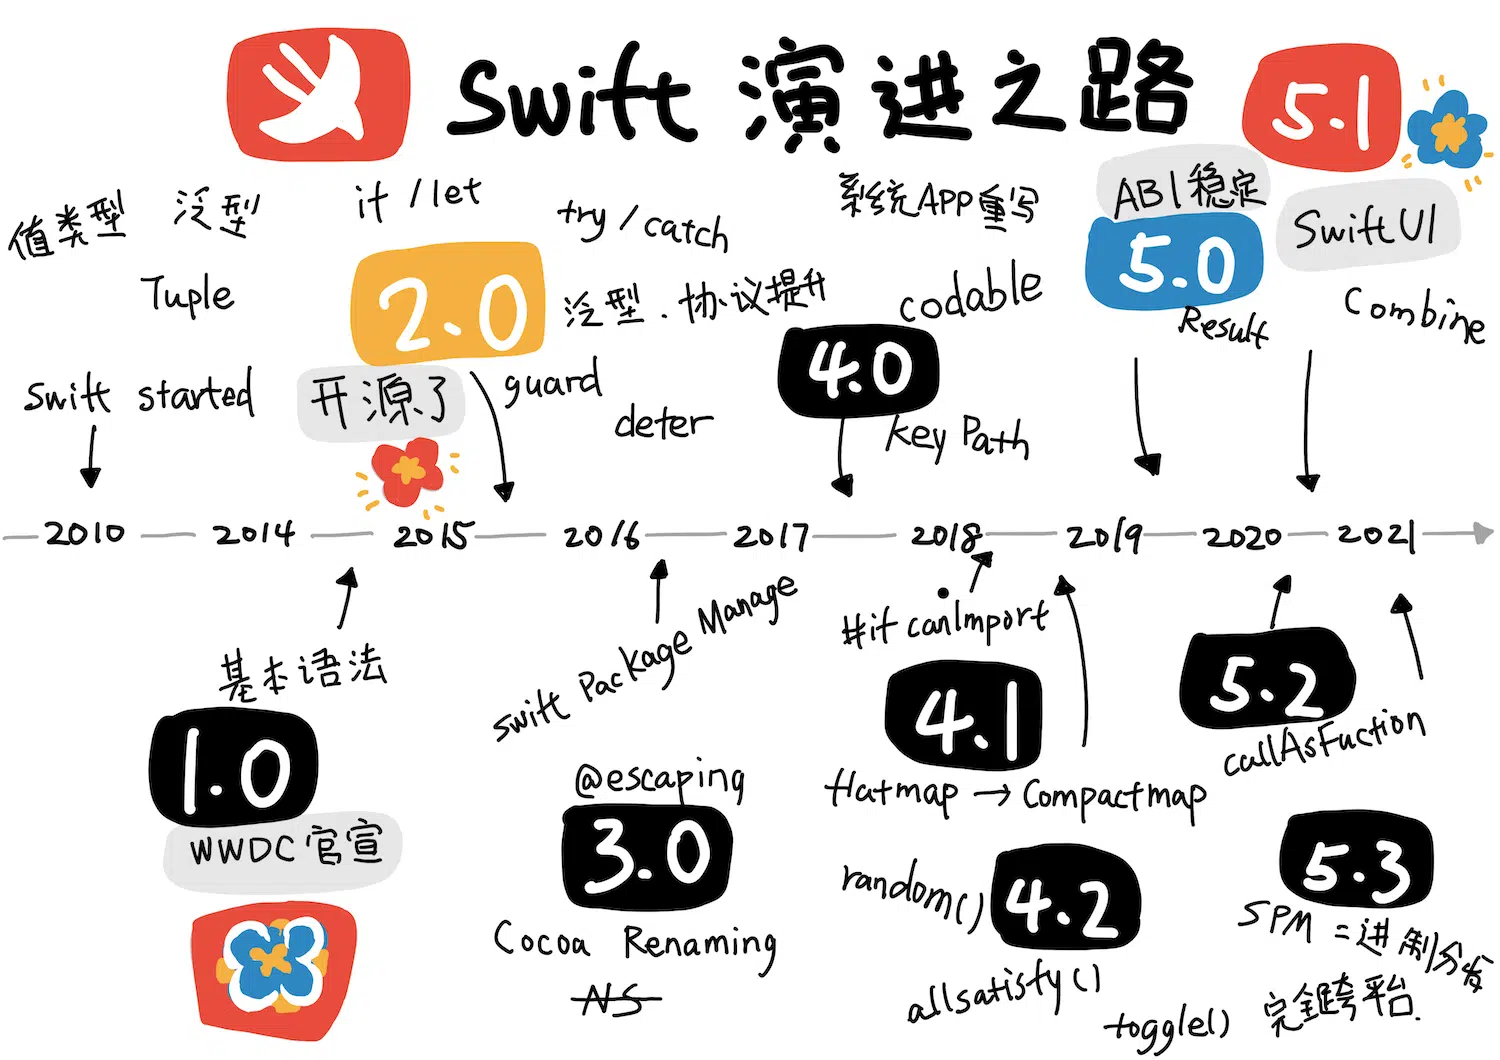 Swift 演进之路
5.1
值类型
泛型
if / let
try / catch
系统APP重写
ABI稳定
SwiftUI
Tuple
2.0
泛型．协议提升
codable
5.0
Result
Combine
Swift started
开源了
guard
deter
4.0
key Path
2010
2014
2015
2016
2017
2018
2019
2020
2021
基本语法
1.0
WWDC官宣
swift Package Manage
@escaping
3.0
Cocoa Renaming
NS
#if canImport
4.1
flatmap → Compactmap
random()
4.2
allsatisfy()
toggle()
5.2
callAsFuction
5.3
SPM 二进制分发
完全跨平台.